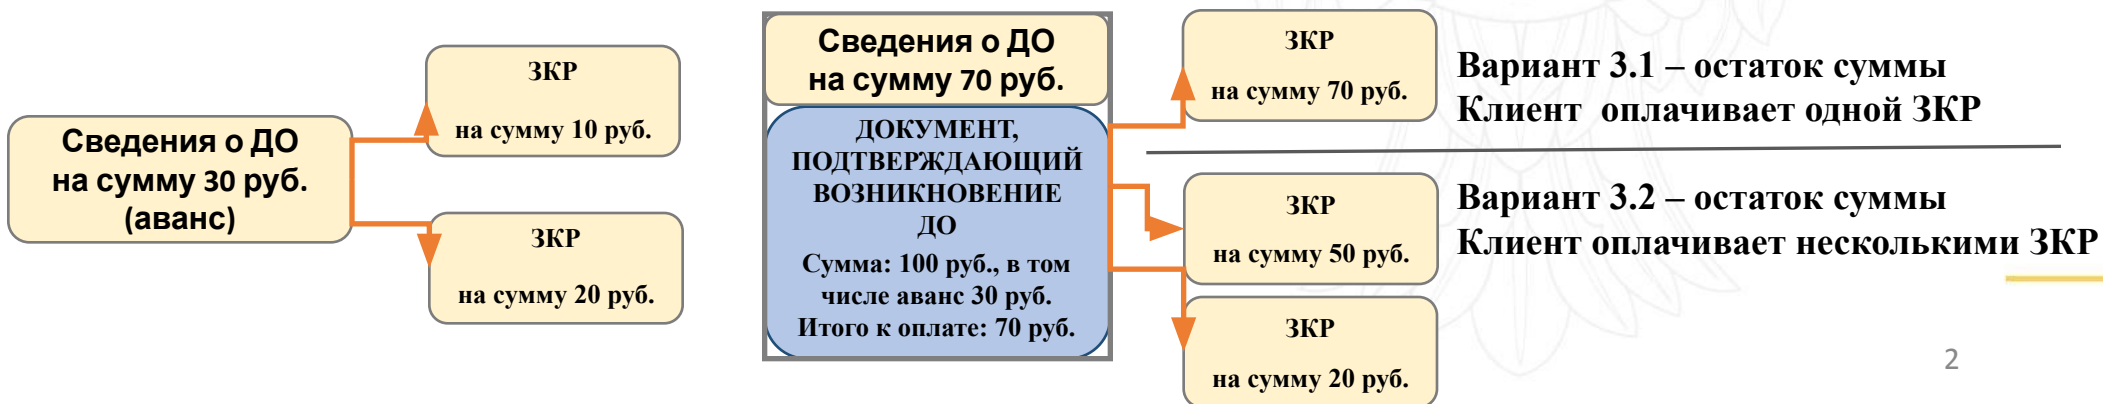 Сведения о ДО
на сумму 30 руб.
(аванс)
ЗКР
на сумму 10 руб.
ЗКР
на сумму 20 руб.
Сведения о ДО
на сумму 70 руб.
ДОКУМЕНТ,
ПОДТВЕРЖДАЮЩИЙ
ВОЗНИКНОВЕНИЕ
ДО
Сумма: 100 руб., в том
числе аванс 30 руб.
Итого к оплате: 70 руб.
ЗКР
на сумму 70 руб.
Вариант 3.1 – остаток суммы
Клиент оплачивает одной ЗКР
ЗКР
на сумму 50 руб.
ЗКР
на сумму 20 руб.
Вариант 3.2 – остаток суммы
Клиент оплачивает несколькими ЗКР
2